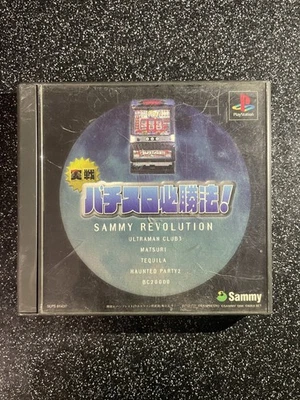 PlayStation
実戦
パチスロ必勝法!
SAMMY REVOLUTION
ULTRAMAN CLUB3
MATSURI
TEQUILA
HAUNTED PARTY2
Sammy